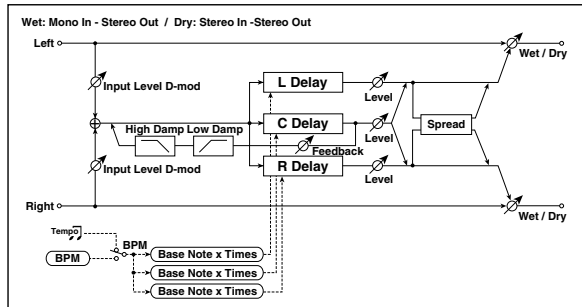 Wet: Mono In - Stereo Out / Dry: Stereo In -Stereo Out
Left
Wet / Dry
Input Level D-mod
L Delay
Level
High Damp Low Damp
C Delay
Level
Spread
Feedback
Input Level D-mod
R Delay
Level
Right
Wet / Dry
Tempo
BPM
BPM
Base Note x Times
Base Note x Times
Base Note x Times